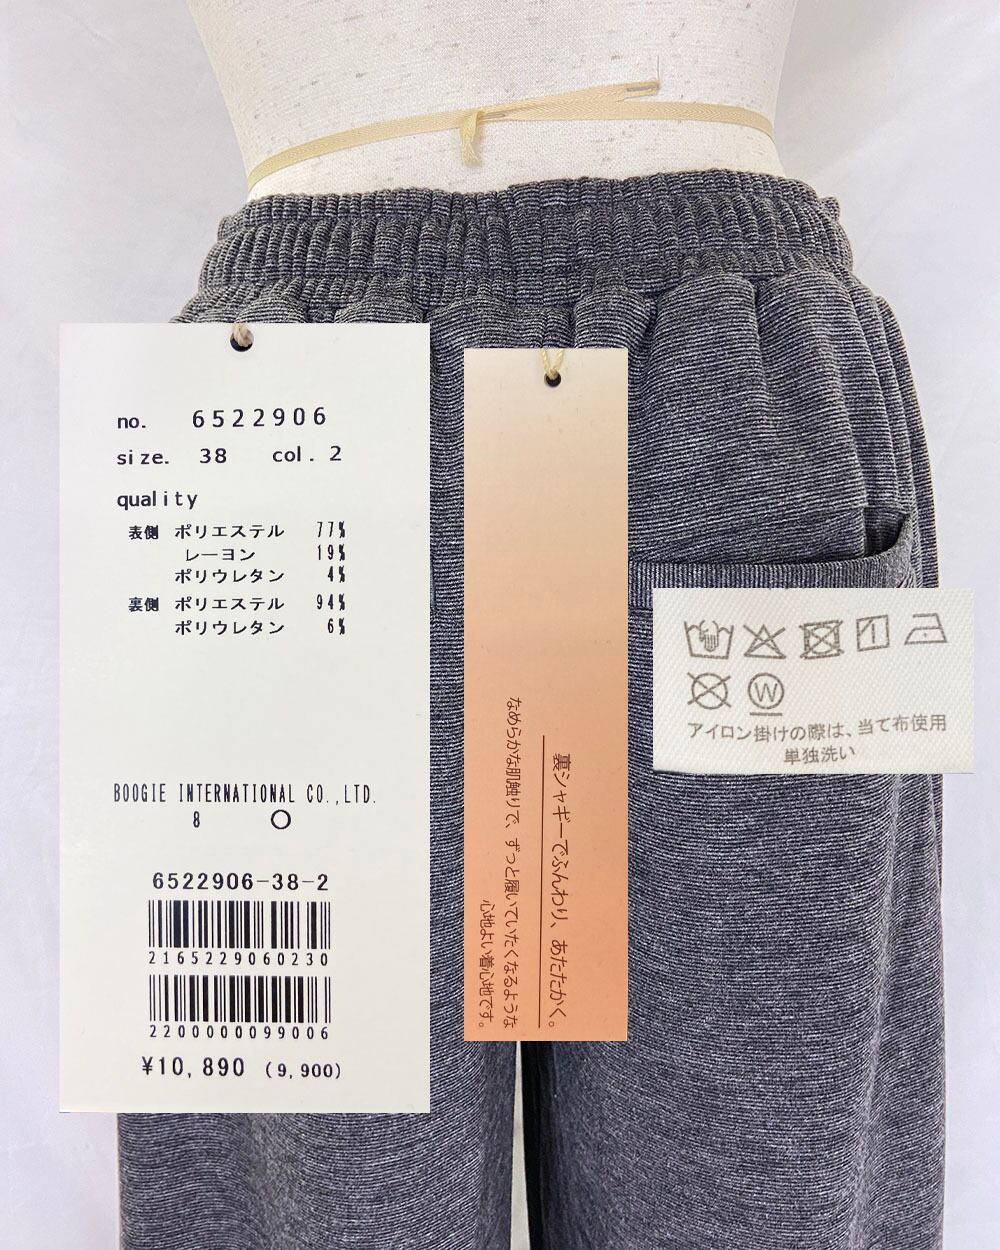 no. 6522906
size. 38 col. 2
quality
表側 ポリエステル 77%
レーヨン 19%
ポリウレタン 4%
裏側 ポリエステル 94%
ポリウレタン 6%
BOOGIE INTERNATIONAL CO.,LTD.
8 ○
6522906-38-2
2165229060230
2200000099006
¥10,890 (9,900)
裏シャギーでふんわり、あたたかく。
なめらかな肌触りで、ずっと履いていたくなるような
心地よい着心地です。
W
アイロン掛けの際は、当て布使用
単独洗い